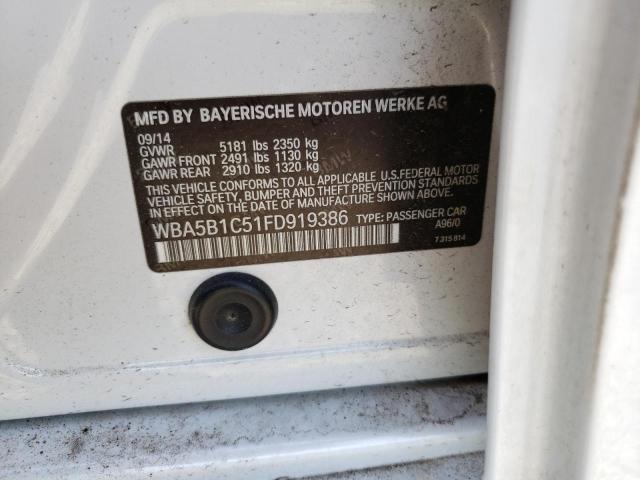 MFD BY BAYERISCHE MOTOREN WERKE AG
09/14
GVWR 5181 lbs 2350 kg
GAWR FRONT 2491 lbs 1130 kg
GAWR REAR 2910 lbs 1320 kg
THIS VEHICLE CONFORMS TO ALL APPLICABLE U.S.FEDERAL MOTOR
VEHICLE SAFETY, BUMPER AND THEFT PREVENTION STANDARDS
IN EFFECT ON THE DATE OF MANUFACTURE SHOWN ABOVE.
WBA5B1C51FD919386 TYPE: PASSENGER CAR
A96/0
7 315 814